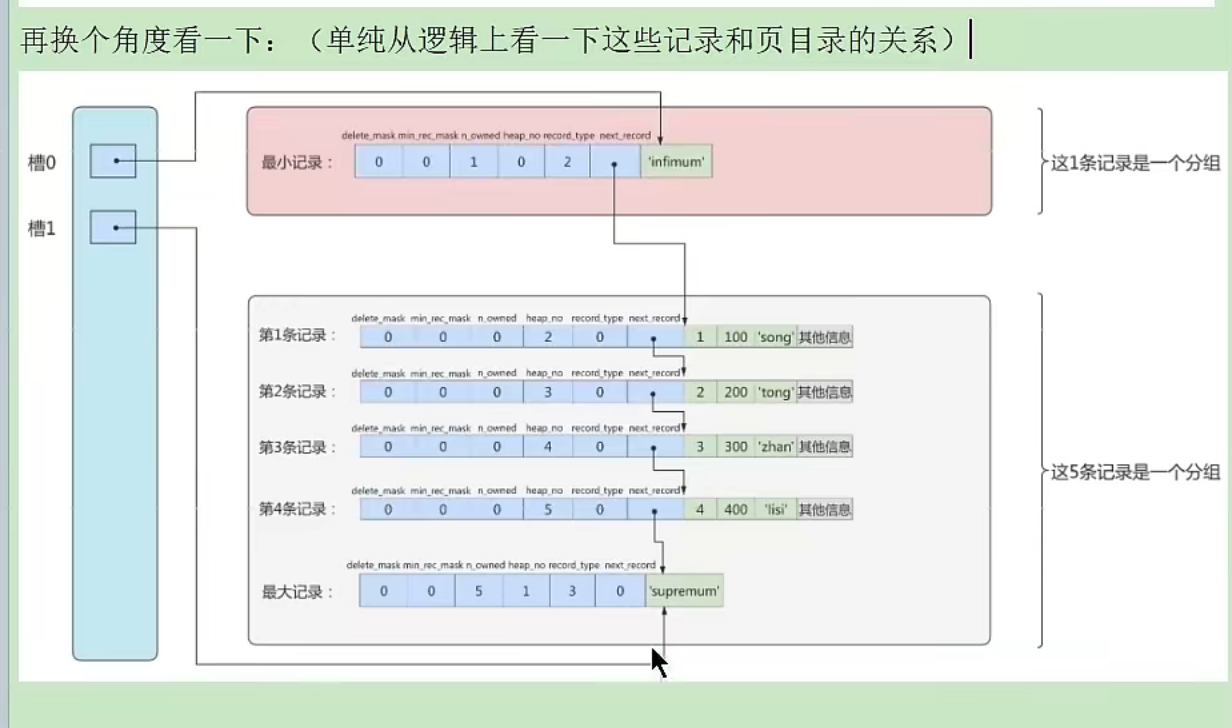 再换个角度看一下：（单纯从逻辑上看一下这些记录和页目录的关系）
delete_mask min_rec_mask n_owned heap_no record_type next_record
槽0
最小记录： 0 0 1 0 2 'infimum'
这1条记录是一个分组
槽1
delete_mask min_rec_mask n_owned heap_no record_type next_record
第1条记录： 0 0 0 2 0 1 100 'song' 其他信息
delete_mask min_rec_mask n_owned heap_no record_type next_record
第2条记录： 0 0 0 3 0 2 200 'tong' 其他信息
delete_mask min_rec_mask n_owned heap_no record_type next_record
第3条记录： 0 0 0 4 0 3 300 'zhan' 其他信息
这5条记录是一个分组
delete_mask min_rec_mask n_owned heap_no record_type next_record
第4条记录： 0 0 0 5 0 4 400 'lisi' 其他信息
delete_mask min_rec_mask n_owned heap_no record_type next_record
最大记录： 0 0 5 1 3 0 'supremum'